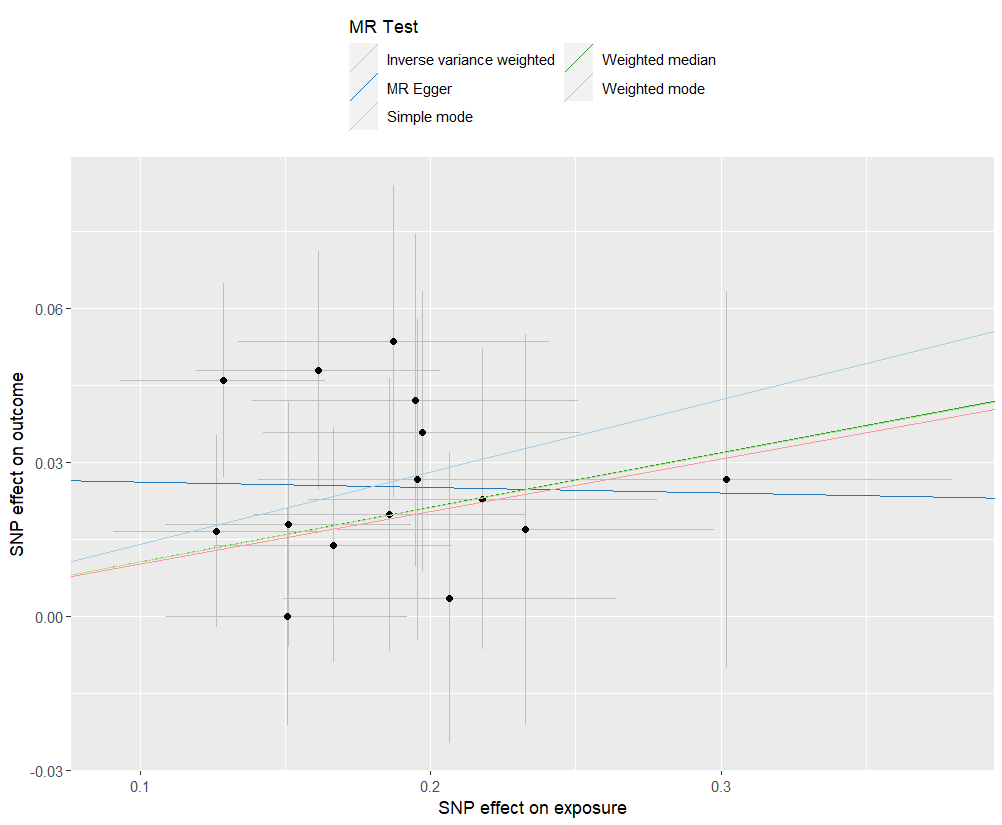 MR Test
Inverse variance weighted
Weighted median
MR Egger
Weighted mode
Simple mode
SNP effect on outcome
0.06
0.03
0.00
-0.03
0.1
0.2
0.3
SNP effect on exposure